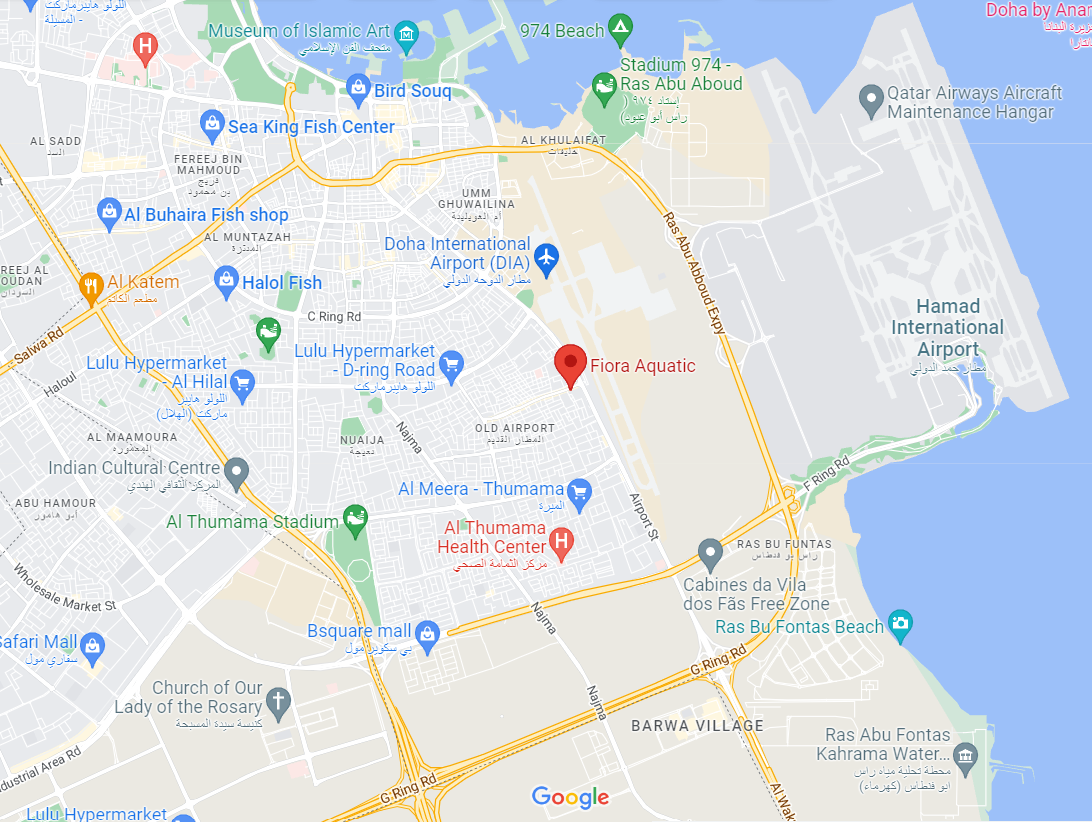 اللولو هايبرماركت
- المسيلة
Doha by Anan
Museum of Islamic Art
متحف الفن الإسلامي
974 Beach
Stadium 974 -
Ras Abu Aboud
إستاد ٩٧٤ (
راس أبو عبود)
Qatar Airways Aircraft
Maintenance Hangar
Bird Souq
Sea King Fish Center
AL SADD
السد
FEREEJ BIN
MAHMOUD
فريج
بن محمود
AL KHULAIFAT
خليفات
UMM
GHUWAILINA
أم الغويلينة
Al Buhaira Fish shop
AL MUNTAZAH
المنتزة
Doha International
Airport (DIA)
مطار الدوحه الدولي
Ras Abu Abboud Expy
REEJ AL
OUDAN
السودان
Al Katem
مطعم الكاتم
Halol Fish
C Ring Rd
Salwa Rd
Hamad
International
Airport
مطار حمد الدولي
Lulu Hypermarket
- D-ring Road
اللولو هايبرماركت
Fiora Aquatic
Lulu Hypermarket
- Al Hilal
اللولو هايبر
ماركت (الهلال)
Haloul
AL MAAMOURA
المعموره
NUAIJA
نعيجة
Najma
OLD AIRPORT
المطار القديم
Indian Cultural Centre
المركز الثقافي الهندي
F Ring Rd
ABU HAMOUR
أبو هامور
Al Meera - Thumama
الميرة
Airport St
Al Thumama Stadium
Al Thumama
Health Center
مركز الثمامة الصحي
RAS BU FUNTAS
راس بو فنطاس
Cabines da Vila
dos Fãs Free Zone
Wholesale Market St
Najma
Ras Bu Fontas Beach
Bsquare mall
بي سكوير مول
Safari Mall
سفاري مول
G Ring Rd
Church of Our
Lady of the Rosary
كنيسة سيدة المسبحة
Najma
BARWA VILLAGE
Ras Abu Fontas
Kahrama Water...
محطة تحلية مياه راس
ابو فنطاس (كهرماء)
ndustrial Area Rd
G Ring Rd
Al Wak
Google
Lulu Hypermarket